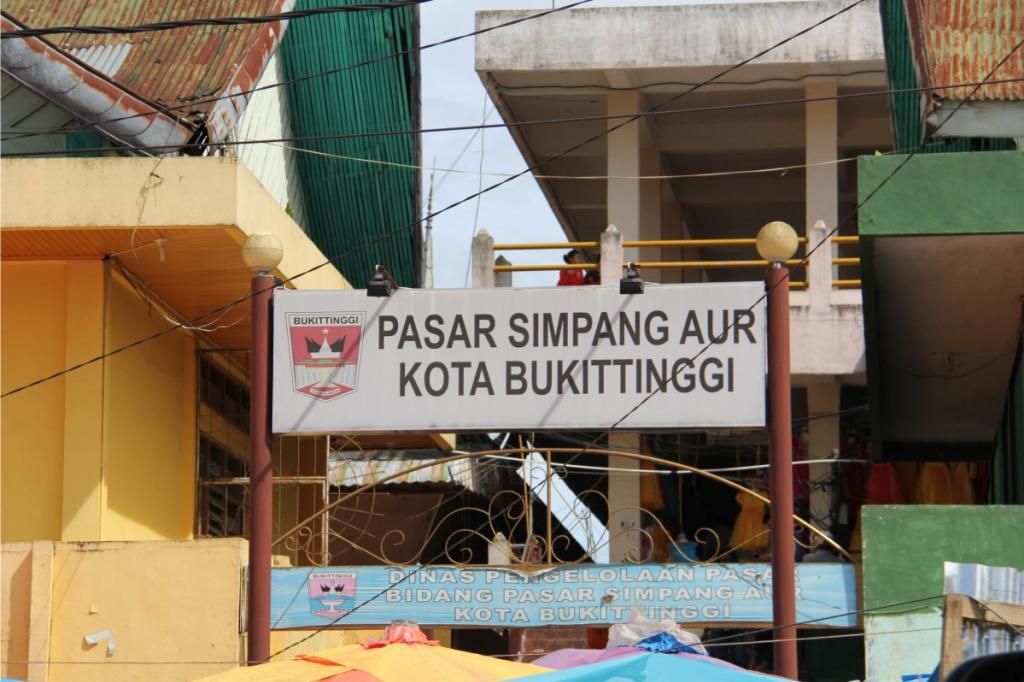 BUKITTINGGI
PASAR SIMPANG AUR
KOTA BUKITTINGGI
BUKITTINGGI
DINAS PENGELOLAAN PASAR
BIDANG PASAR SIMPANG AUR
KOTA BUKITTINGGI